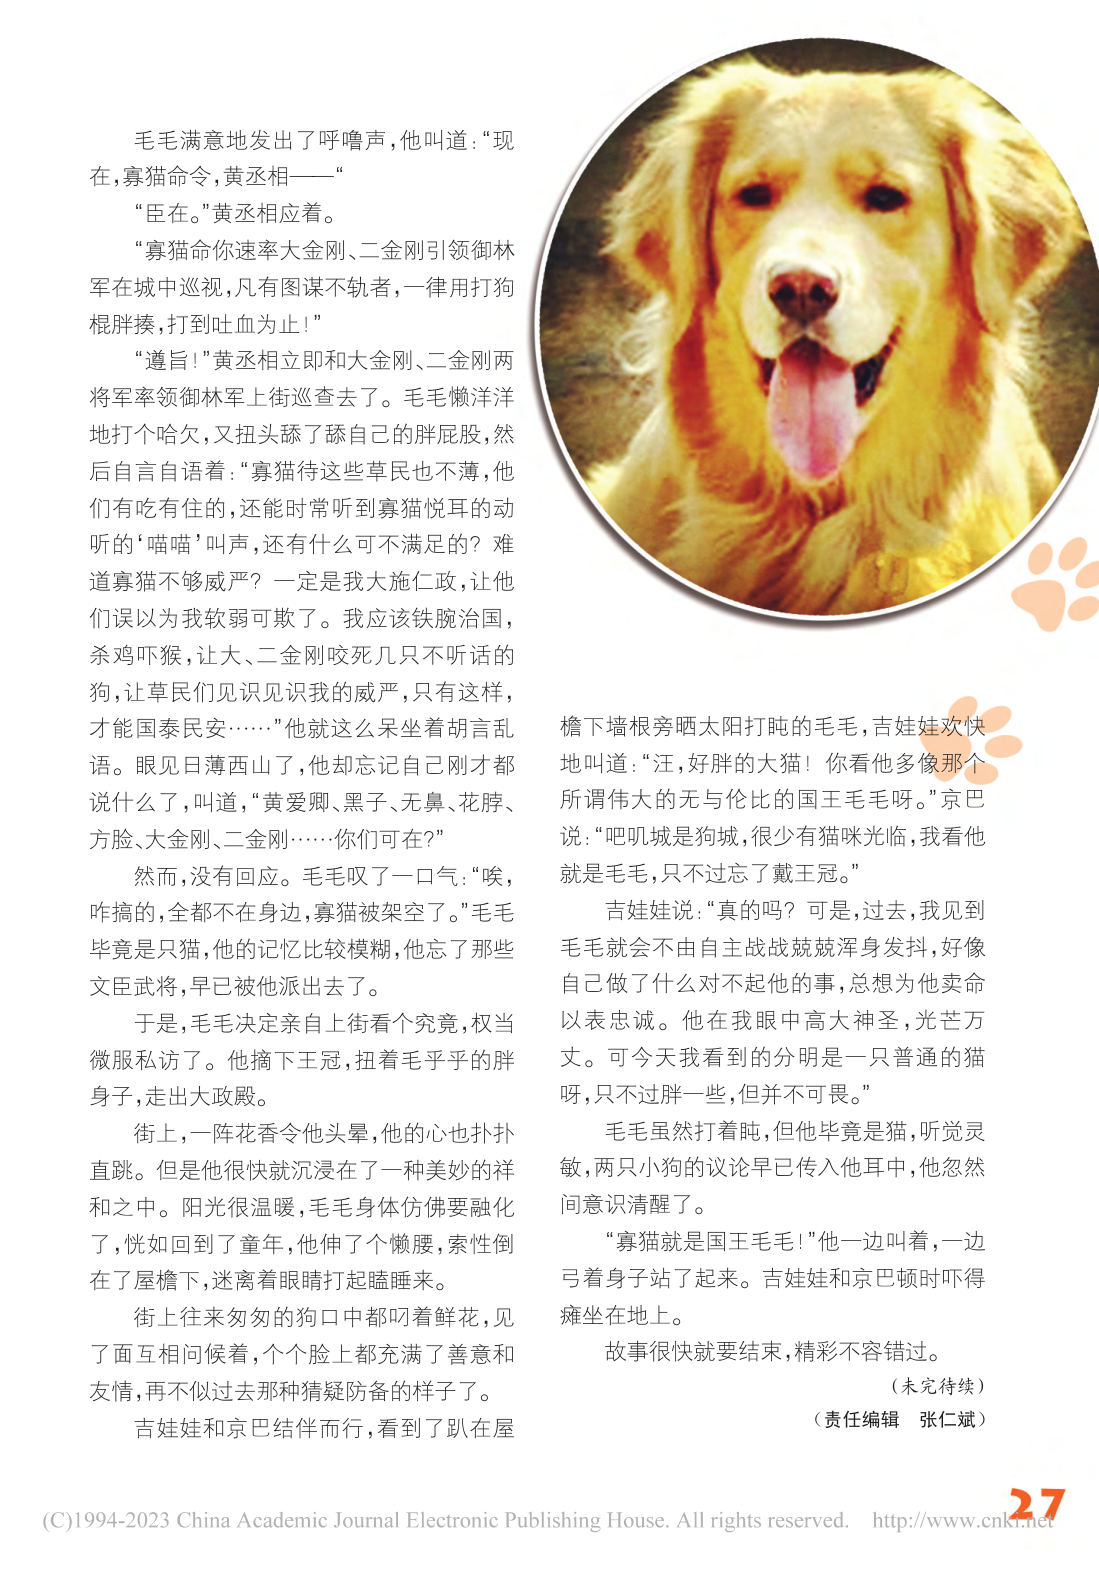 毛毛满意地发出了呼噜声,他叫道:“现
在,寡猫命令,黄丞相——“
“臣在。”黄丞相应着。
“寡猫命你速率大金刚、二金刚引领御林
军在城中巡视,凡有图谋不轨者,一律用打狗
棍胖揍,打到吐血为止!”
“遵旨!”黄丞相立即和大金刚、二金刚两
将军率领御林军上街巡查去了。毛毛懒洋洋
地打个哈欠,又扭头舔了舔自己的胖屁股,然
后自言自语着:“寡猫待这些草民也不薄,他
们有吃有住的,还能时常听到寡猫悦耳的动
听的‘喵喵’叫声,还有什么可不满足的?难
道寡猫不够威严?一定是我大施仁政,让他
们误以为我软弱可欺了。我应该铁腕治国,
杀鸡吓猴,让大、二金刚咬死几只不听话的
狗,让草民们见识见识我的威严,只有这样,
才能国泰民安……”他就这么呆坐着胡言乱
语。眼见日薄西山了,他却忘记自己刚才都
说什么了,叫道,“黄爱卿、黑子、无鼻、花脖、
方脸、大金刚、二金刚……你们可在?”
然而,没有回应。毛毛叹了一口气:“唉,
咋搞的,全都不在身边,寡猫被架空了。”毛毛
毕竟是只猫,他的记忆比较模糊,他忘了那些
文臣武将,早已被他派出去了。
于是,毛毛决定亲自上街看个究竟,权当
微服私访了。他摘下王冠,扭着毛乎乎的胖
身子,走出大政殿。
街上,一阵花香令他头晕,他的心也扑扑
直跳。但是他很快就沉浸在了一种美妙的祥
和之中。阳光很温暖,毛毛身体仿佛要融化
了,恍如回到了童年,他伸了个懒腰,索性倒
在了屋檐下,迷离着眼睛打起瞌睡来。
街上往来匆匆的狗口中都叼着鲜花,见
了面互相问候着,个个脸上都充满了善意和
友情,再不似过去那种猜疑防备的样子了。
吉娃娃和京巴结伴而行,看到了趴在屋
檐下墙根旁晒太阳打盹的毛毛,吉娃娃欢快
地叫道:“汪,好胖的大猫!你看他多像那个
所谓伟大的无与伦比的国王毛毛呀。”京巴
说:“吧叽城是狗城,很少有猫咪光临,我看他
就是毛毛,只不过忘了戴王冠。”
吉娃娃说:“真的吗?可是,过去,我见到
毛毛就会不由自主战战兢兢浑身发抖,好像
自己做了什么对不起他的事,总想为他卖命
以表忠诚。他在我眼中高大神圣,光芒万
丈。可今天我看到的分明是一只普通的猫
呀,只不过胖一些,但并不可畏。”
毛毛虽然打着盹,但他毕竟是猫,听觉灵
敏,两只小狗的议论早已传入他耳中,他忽然
间意识清醒了。
“寡猫就是国王毛毛!”他一边叫着,一边
弓着身子站了起来。吉娃娃和京巴顿时吓得
瘫坐在地上。
故事很快就要结束,精彩不容错过。
(未完待续)
(责任编辑　张仁斌)
27
(C)1994-2023 China Academic Journal Electronic Publishing House. All rights reserved. http://www.cnki.net